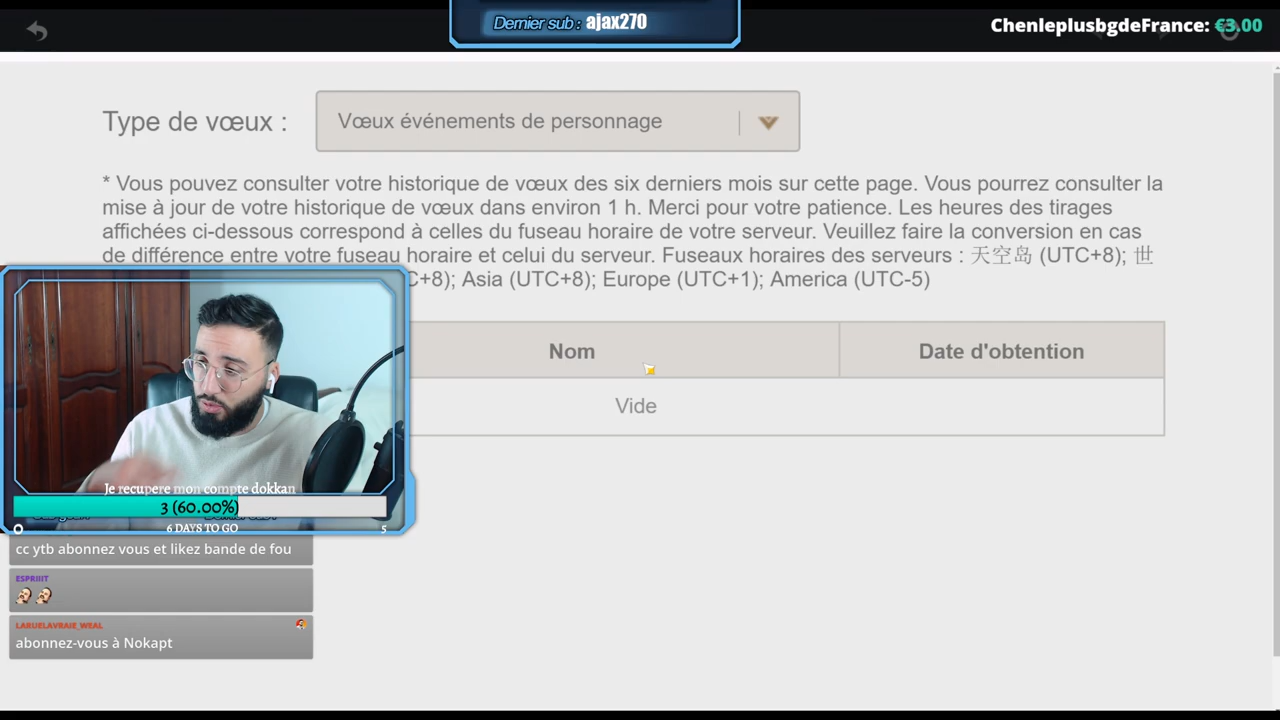 Dernier sub : ajax270
ChenleplusbgdeFrance: €3.00
Type de vœux :
Vœux événements de personnage
* Vous pouvez consulter votre historique de vœux des six derniers mois sur cette page. Vous pourrez consulter la
mise à jour de votre historique de vœux dans environ 1 h. Merci pour votre patience. Les heures des tirages
affichées ci-dessous correspond à celles du fuseau horaire de votre serveur. Veuillez faire la conversion en cas
de différence entre votre fuseau horaire et celui du serveur. Fuseaux horaires des serveurs : 天空岛 (UTC+8); 世
C+8); Asia (UTC+8); Europe (UTC+1); America (UTC-5)
Nom
Date d'obtention
Vide
Je recupere mon compte dokkan
3 (60.00%)
0
6 DAYS TO GO
5
cc ytb abonnez vous et likez bande de fou
ESPRIIIT
LARUELAVRAIE_WEAL
abonnez-vous à Nokapt